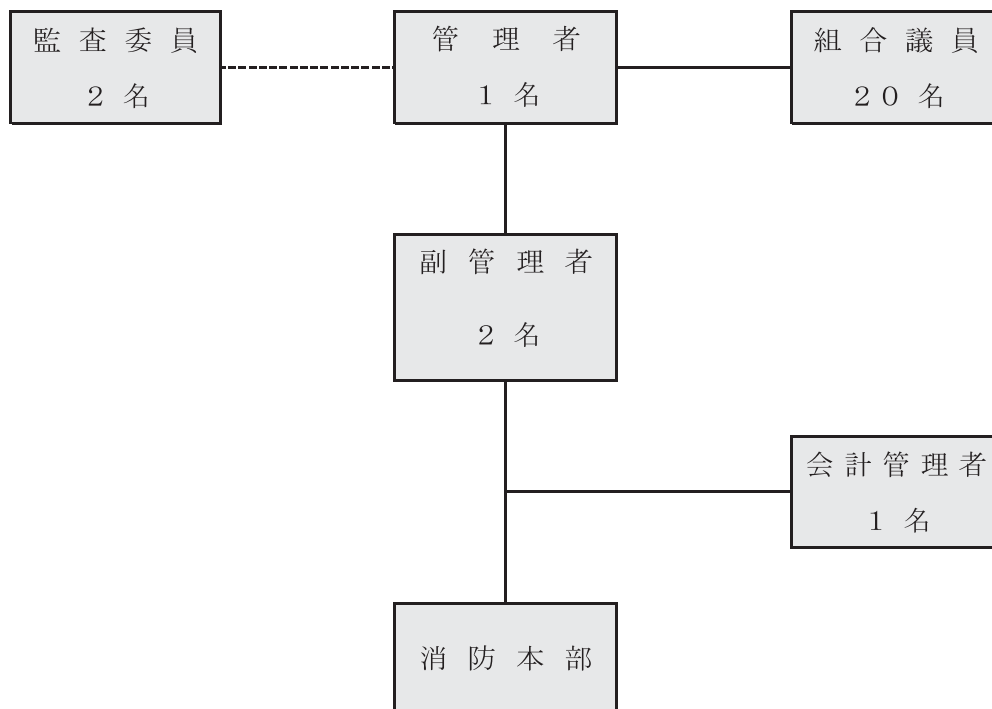 監査委員
2名
管理者
1名
組合議員
20名
副管理者
2名
会計管理者
1名
消防本部